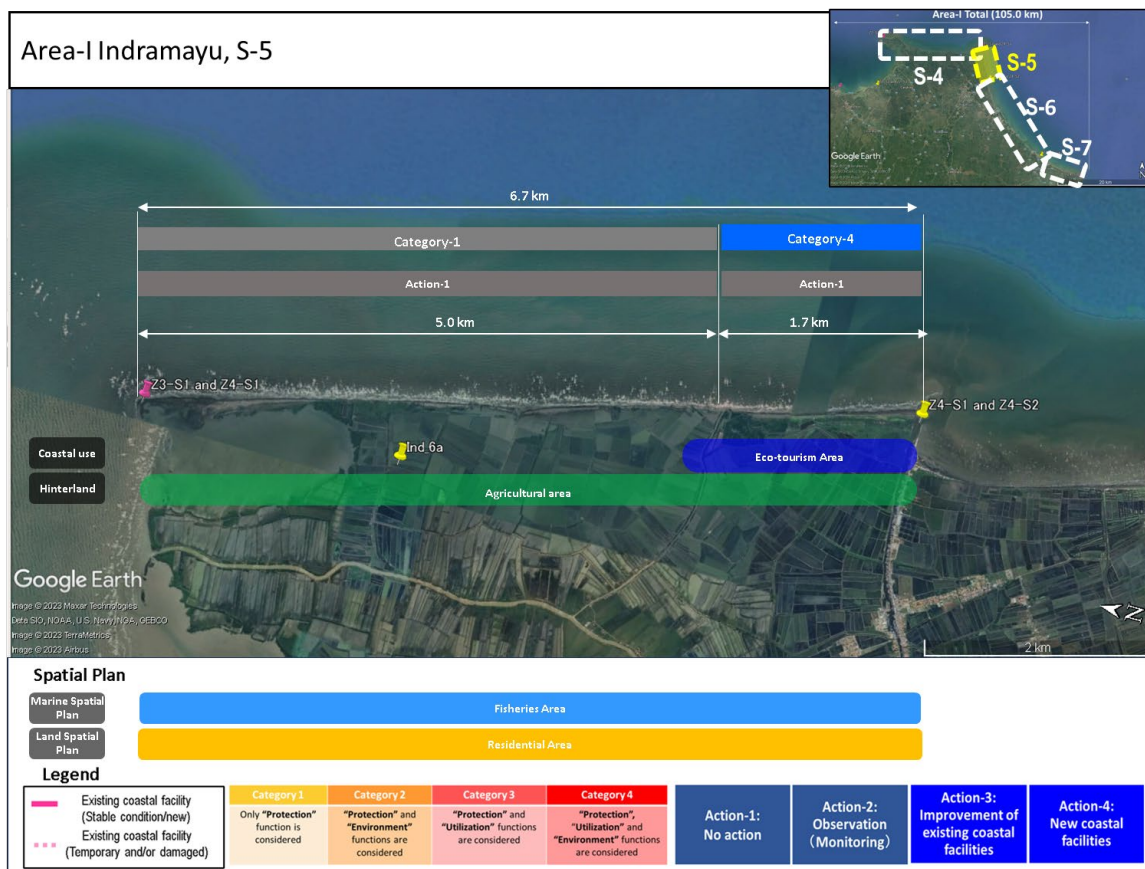 Area-I Indramayu, S-5
Area-I Total (105.0 km)
S-4
S-5
S-6
S-7
Google Earth
20 km
6.7 km
Category-1
Category-4
Action-1
Action-1
5.0 km
1.7 km
Z3-S1 and Z4-S1
Z4-S1 and Z4-S2
Ind 6a
Coastal use
Eco-tourism Area
Hinterland
Agricultural area
Google Earth
Image © 2023 Maxar Technologies
Data SIO, NOAA, U.S. Navy, NGA, GEBCO
Image © 2023 TerraMetrics
Image © 2023 Airbus
N
2 km
Spatial Plan
Marine Spatial
Plan
Fisheries Area
Land Spatial
Plan
Residential Area
Legend
Existing coastal facility
(Stable condition/new)
Existing coastal facility
(Temporary and/or damaged)
Category 1
Only "Protection"
function is
considered
Category 2
"Protection" and
"Environment"
functions are
considered
Category 3
"Protection" and
"Utilization" functions
are considered
Category 4
"Protection",
"Utilization" and
"Environment" functions
are considered
Action-1:
No action
Action-2:
Observation
(Monitoring)
Action-3:
Improvement of
existing coastal
facilities
Action-4:
New coastal
facilities